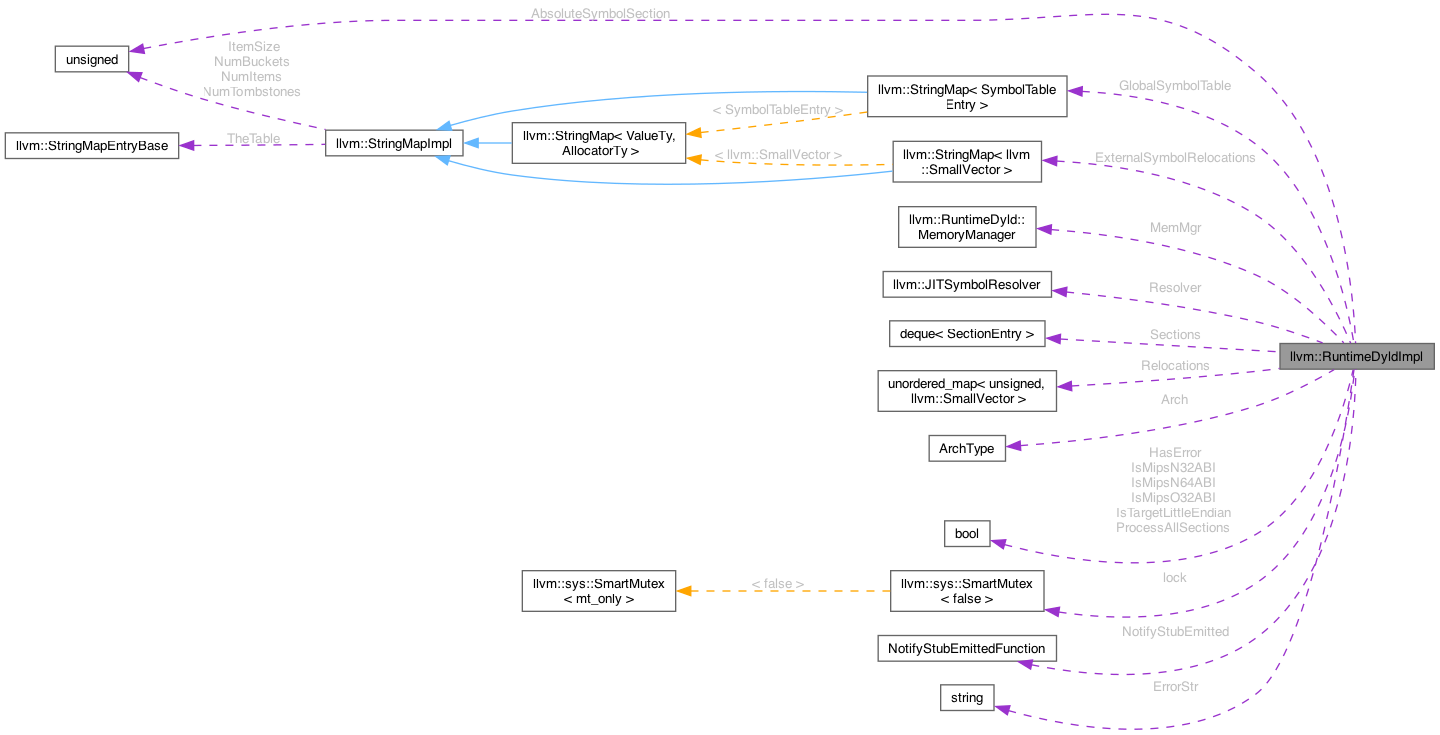 AbsoluteSymbolSection
unsigned
ItemSize
NumBuckets
NumItems
NumTombstones
llvm::StringMap< SymbolTable
Entry >
GlobalSymbolTable
< SymbolTableEntry >
llvm::StringMapEntryBase
TheTable
llvm::StringMapImpl
llvm::StringMap< ValueTy,
AllocatorTy >
< llvm::SmallVector >
llvm::StringMap< llvm
::SmallVector >
ExternalSymbolRelocations
llvm::RuntimeDyld::
MemoryManager
MemMgr
llvm::JITSymbolResolver
Resolver
deque< SectionEntry >
Sections
llvm::RuntimeDyldImpl
unordered_map< unsigned,
llvm::SmallVector >
Relocations
Arch
ArchType
HasError
IsMipsN32ABI
IsMipsN64ABI
IsMipsO32ABI
IsTargetLittleEndian
ProcessAllSections
bool
llvm::sys::SmartMutex
< mt_only >
< false >
llvm::sys::SmartMutex
< false >
lock
NotifyStubEmittedFunction
NotifyStubEmitted
string
ErrorStr